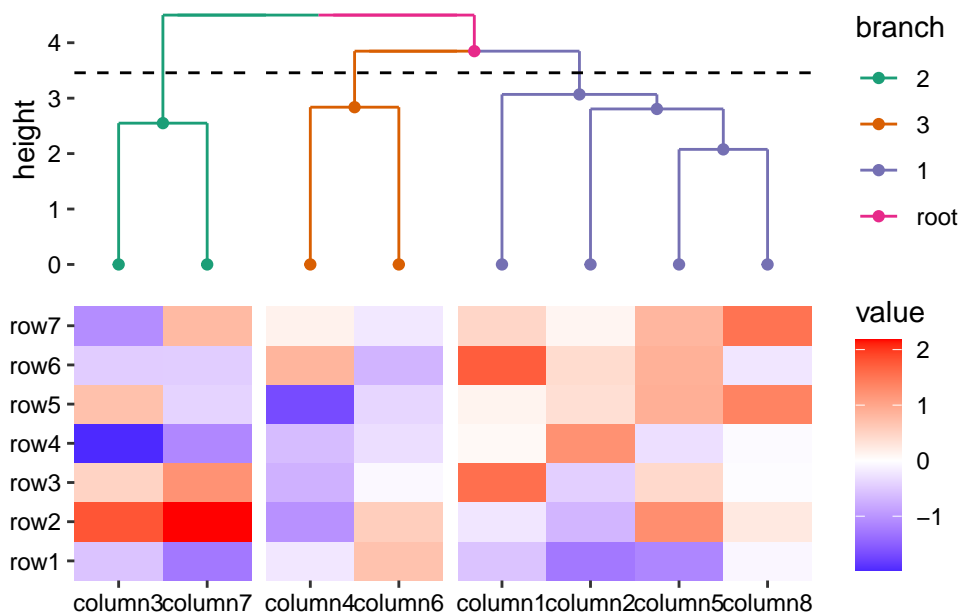 height
4
3
2
1
0
branch
2
3
1
root
row7
row6
row5
row4
row3
row2
row1
column3 column7 column4 column6 column1 column2 column5 column8
value
2
1
0
−1